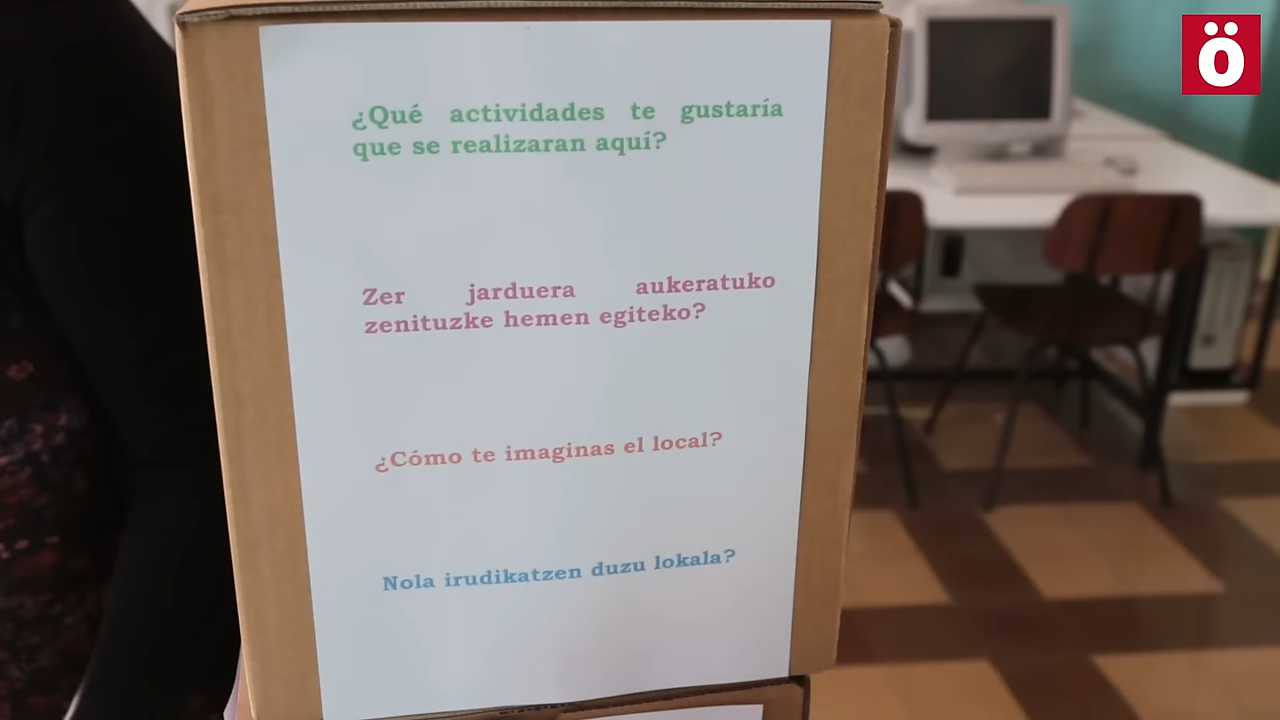 Ö
¿Qué actividades te gustaría
que se realizaran aquí?
Zer jarduera aukeratuko
zenituzke hemen egiteko?
¿Cómo te imaginas el local?
Nola irudikatzen duzu lokala?